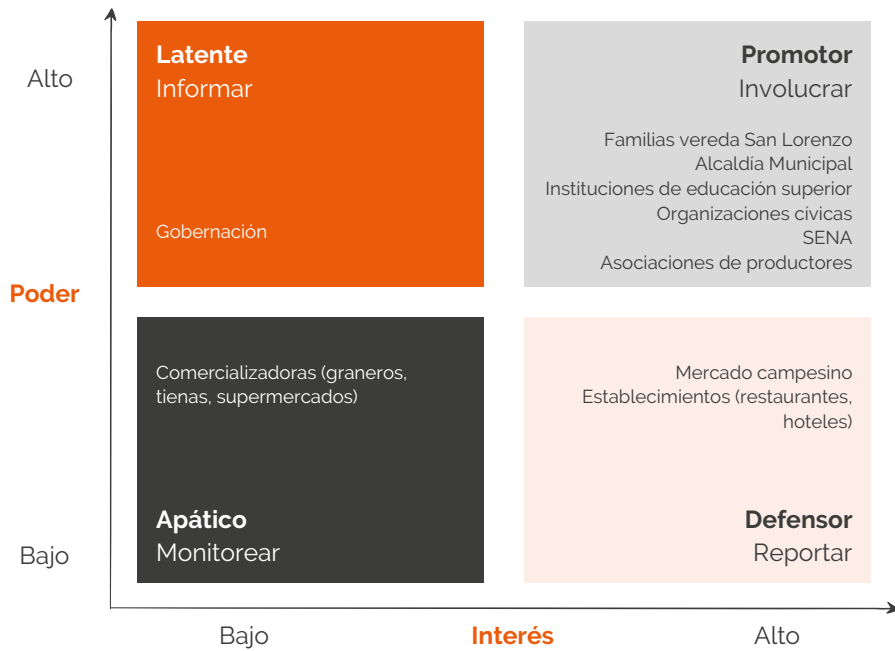 Alto
Latente
Informar
Gobernación
Promotor
Involucrar
Familias vereda San Lorenzo
Alcaldía Municipal
Instituciones de educación superior
Organizaciones cívicas
SENA
Asociaciones de productores
Poder
Comercializadoras (graneros,
tienas, supermercados)
Apático
Monitorear
Mercado campesino
Establecimientos (restaurantes,
hoteles)
Defensor
Reportar
Bajo
Bajo
Interés
Alto